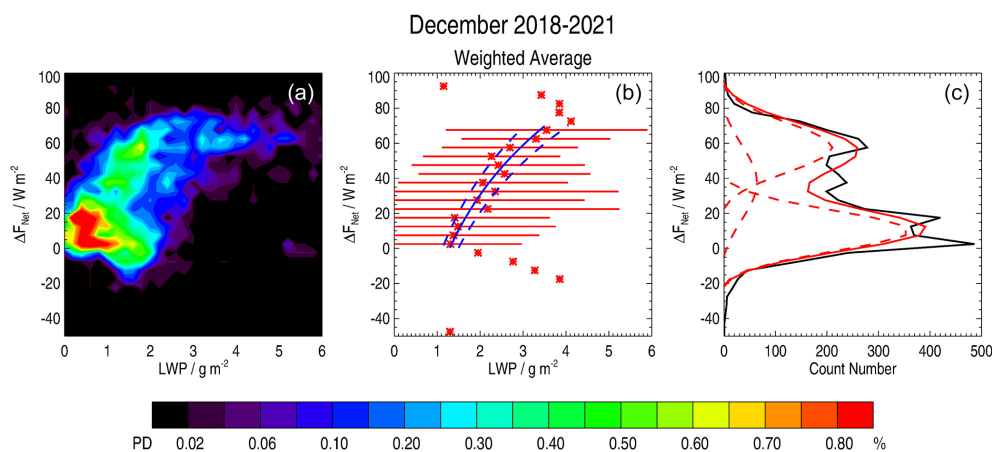 December 2018-2021
Weighted Average
(a)
(b)
(c)
100
80
60
40
20
0
-20
-40
ΔF_Net / W m⁻²
0 1 2 3 4 5 6
LWP / g m⁻²
100
80
60
40
20
0
-20
-40
ΔF_Net / W m⁻²
0 1 2 3 4 5 6
LWP / g m⁻²
100
80
60
40
20
0
-20
-40
ΔF_Net / W m⁻²
0 100 200 300 400 500
Count Number
PD 0.02 0.06 0.10 0.20 0.30 0.40 0.50 0.60 0.70 0.80 %